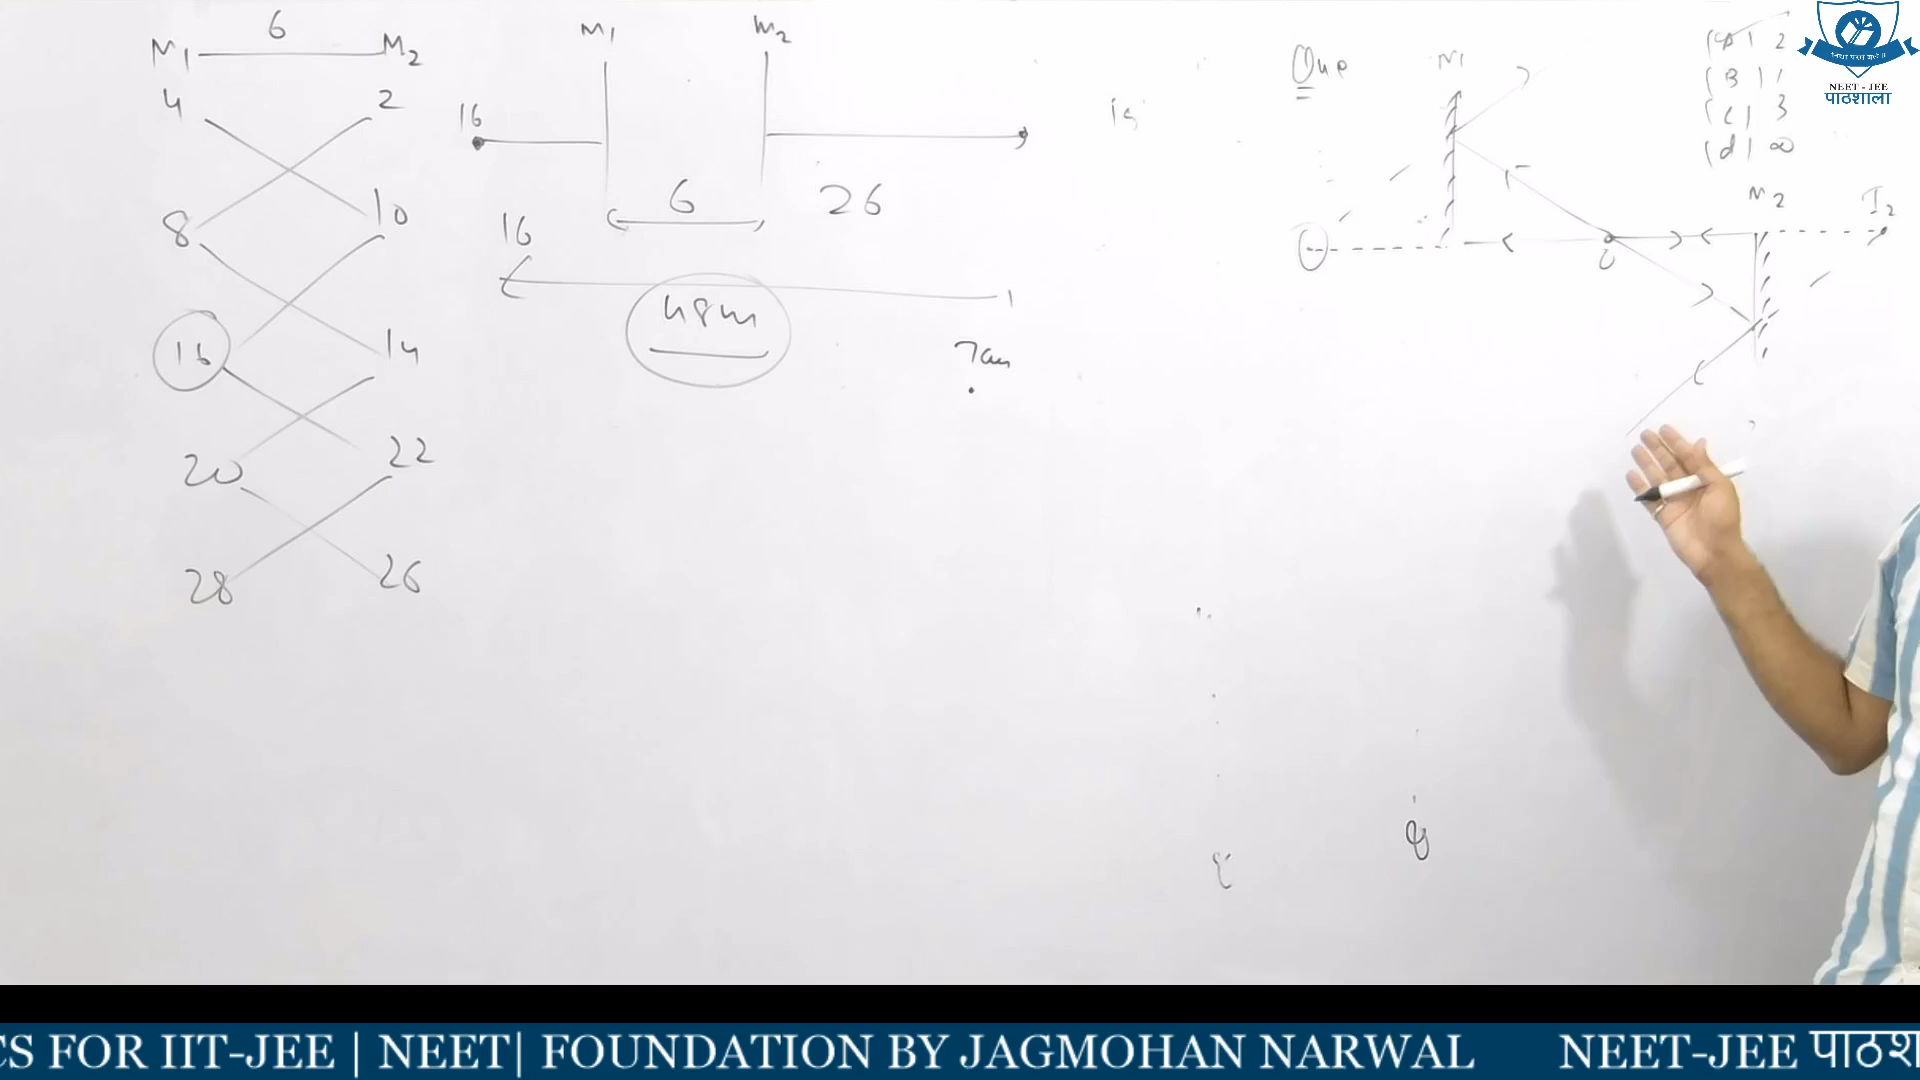 6
M1 M2
4 2
8 10
16 14
20 22
28 26
M1 M2
16
6 26
16
48m
7cm
Que M1
(A) 2
(B) 1
(C) 3
(d) ∞
M2 I2
O
NEET - JEE
पाठशाला
CS FOR IIT-JEE | NEET| FOUNDATION BY JAGMOHAN NARWAL NEET-JEE पाठश